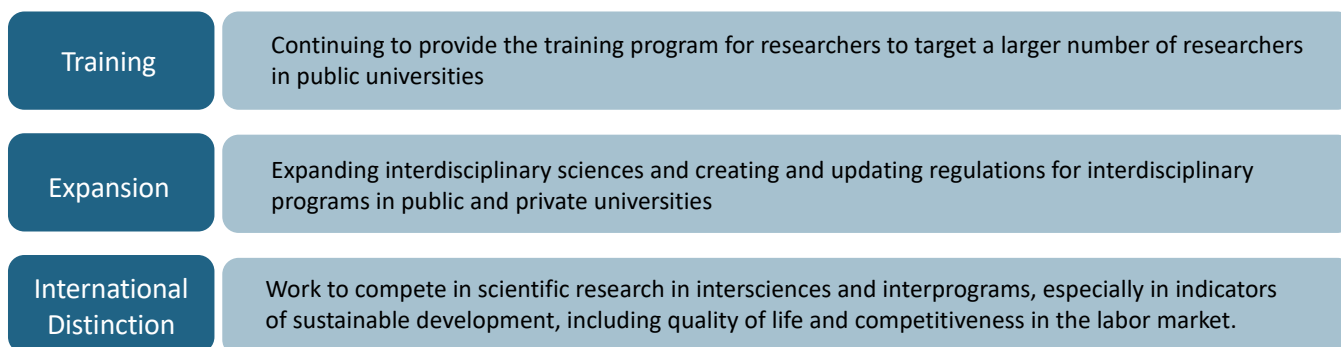 Training
Continuing to provide the training program for researchers to target a larger number of researchers
in public universities
Expansion
Expanding interdisciplinary sciences and creating and updating regulations for interdisciplinary
programs in public and private universities
International
Distinction
Work to compete in scientific research in intersciences and interprograms, especially in indicators
of sustainable development, including quality of life and competitiveness in the labor market.